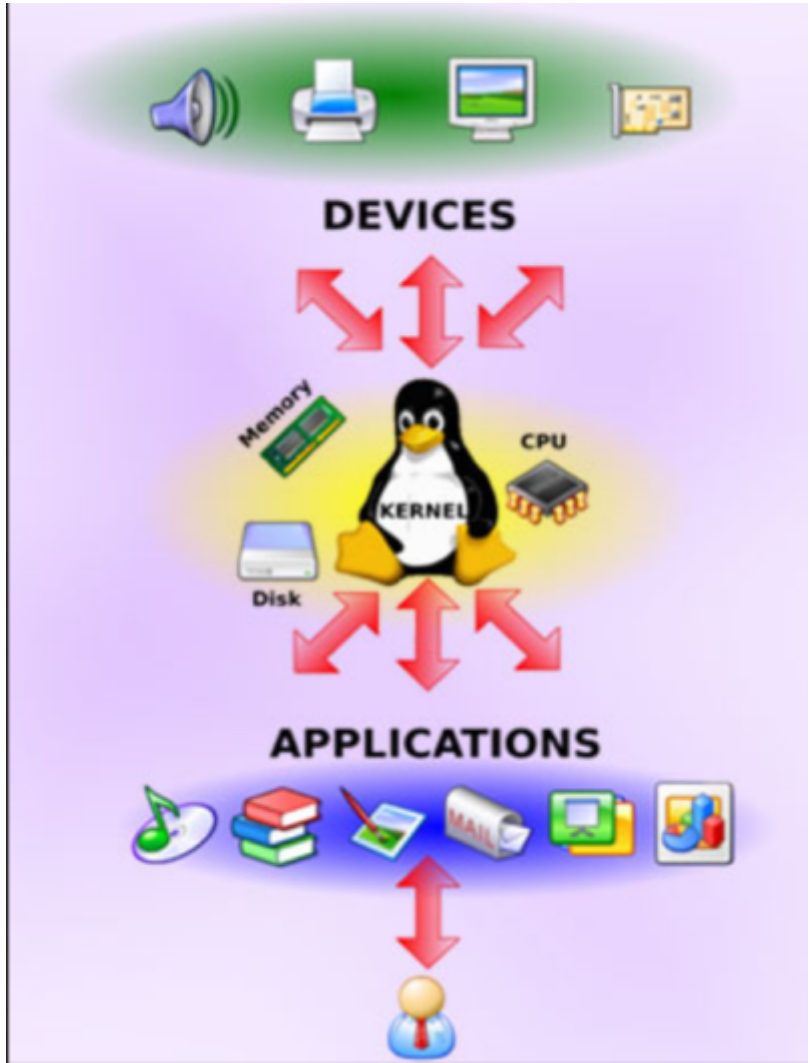 DEVICES
Memory
CPU
KERNEL
Disk
APPLICATIONS
MAIL